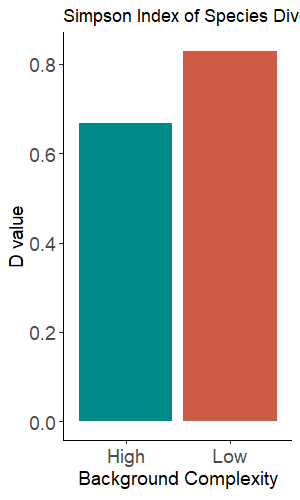 Simpson Index of Species Div
D value
0.8
0.6
0.4
0.2
0.0
High Low
Background Complexity